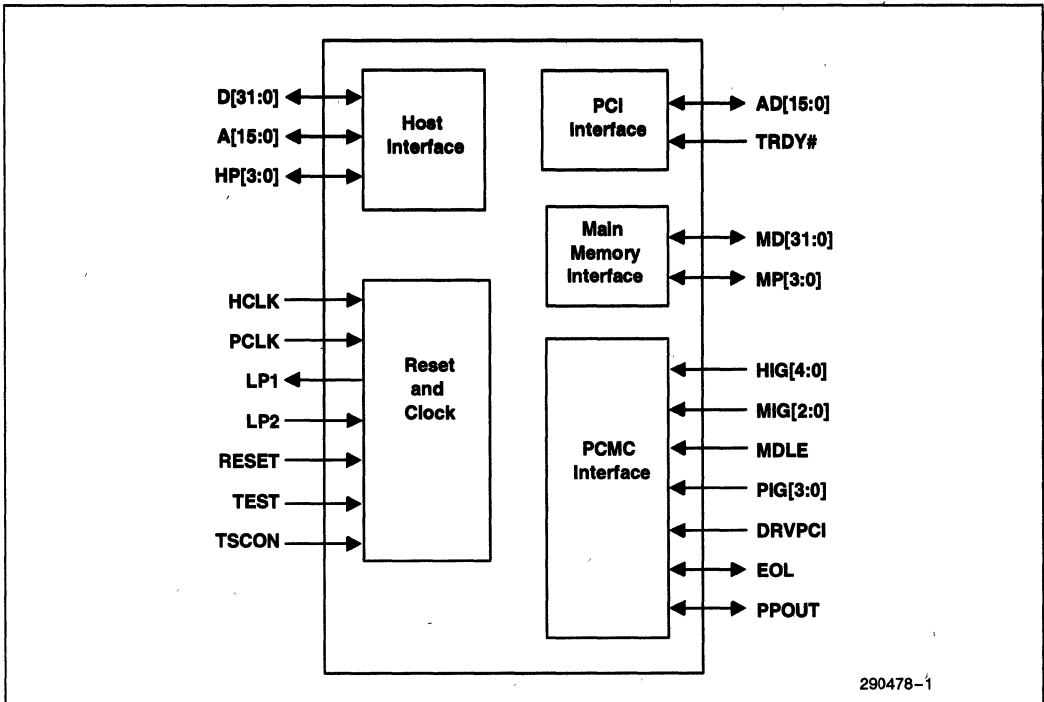 D[31:0]
A[15:0]
HP[3:0]
Host
Interface
PCI
Interface
AD[15:0]
TRDY#
Main
Memory
Interface
MD[31:0]
MP[3:0]
HCLK
PCLK
LP1
LP2
RESET
TEST
TSCON
Reset
and
Clock
PCMC
Interface
HIG[4:0]
MIG[2:0]
MDLE
PIG[3:0]
DRVPCI
EOL
PPOUT
290478-1